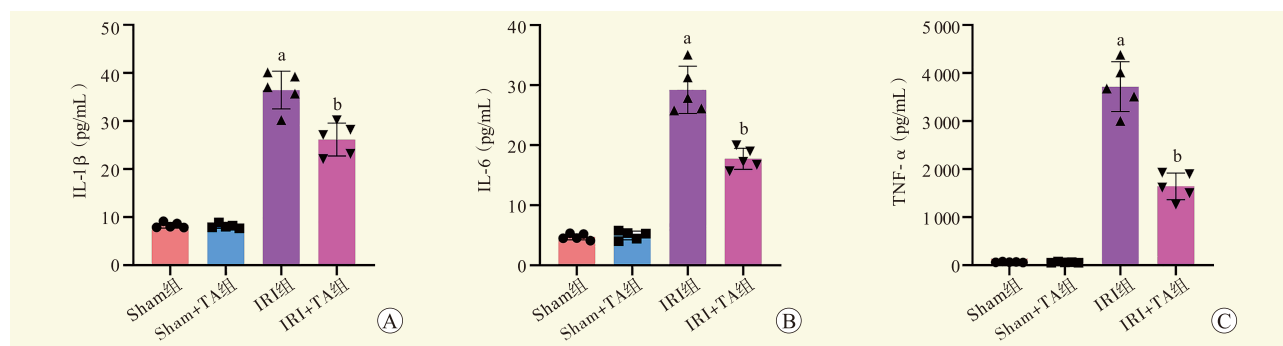 IL-1β（pg/mL）
50
40
30
20
10
0
a
b
Sham组
Sham+TA组
IRI组
IRI+TA组
A
IL-6（pg/mL）
40
30
20
10
0
a
b
Sham组
Sham+TA组
IRI组
IRI+TA组
B
TNF-α（pg/mL）
5 000
4 000
3 000
2 000
1 000
0
a
b
Sham组
Sham+TA组
IRI组
IRI+TA组
C